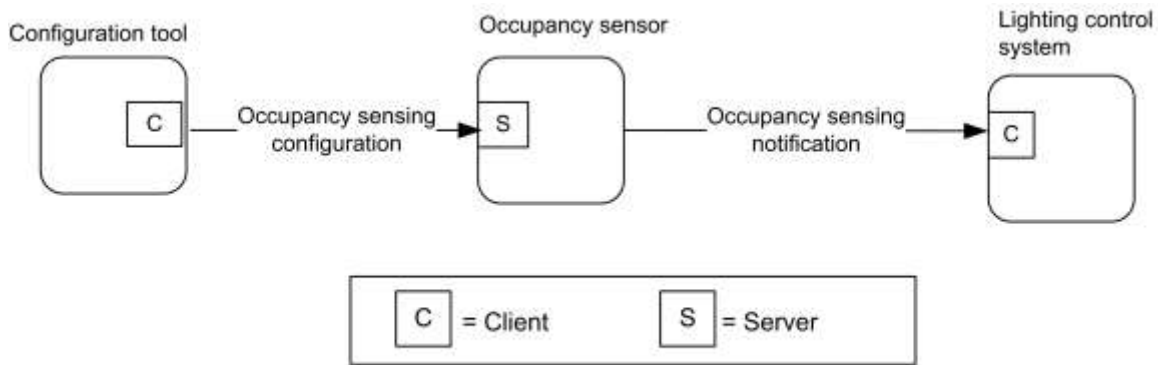 Configuration tool
Occupancy sensor
Lighting control
system
C
Occupancy sensing
configuration
S
Occupancy sensing
notification
C
C = Client
S = Server